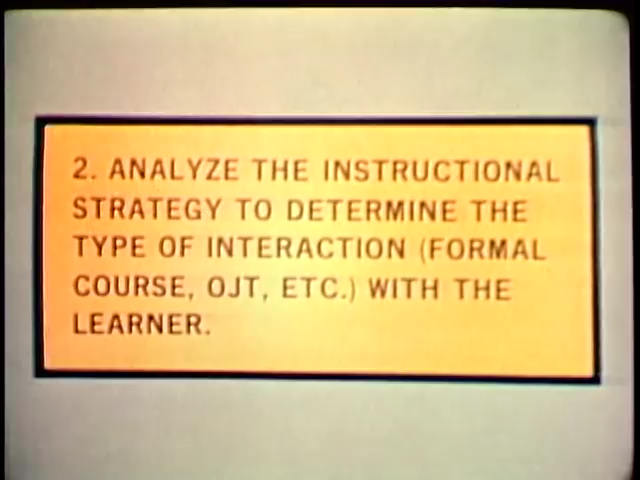 2. ANALYZE THE INSTRUCTIONAL
STRATEGY TO DETERMINE THE
TYPE OF INTERACTION (FORMAL
COURSE, OJT, ETC.) WITH THE
LEARNER.